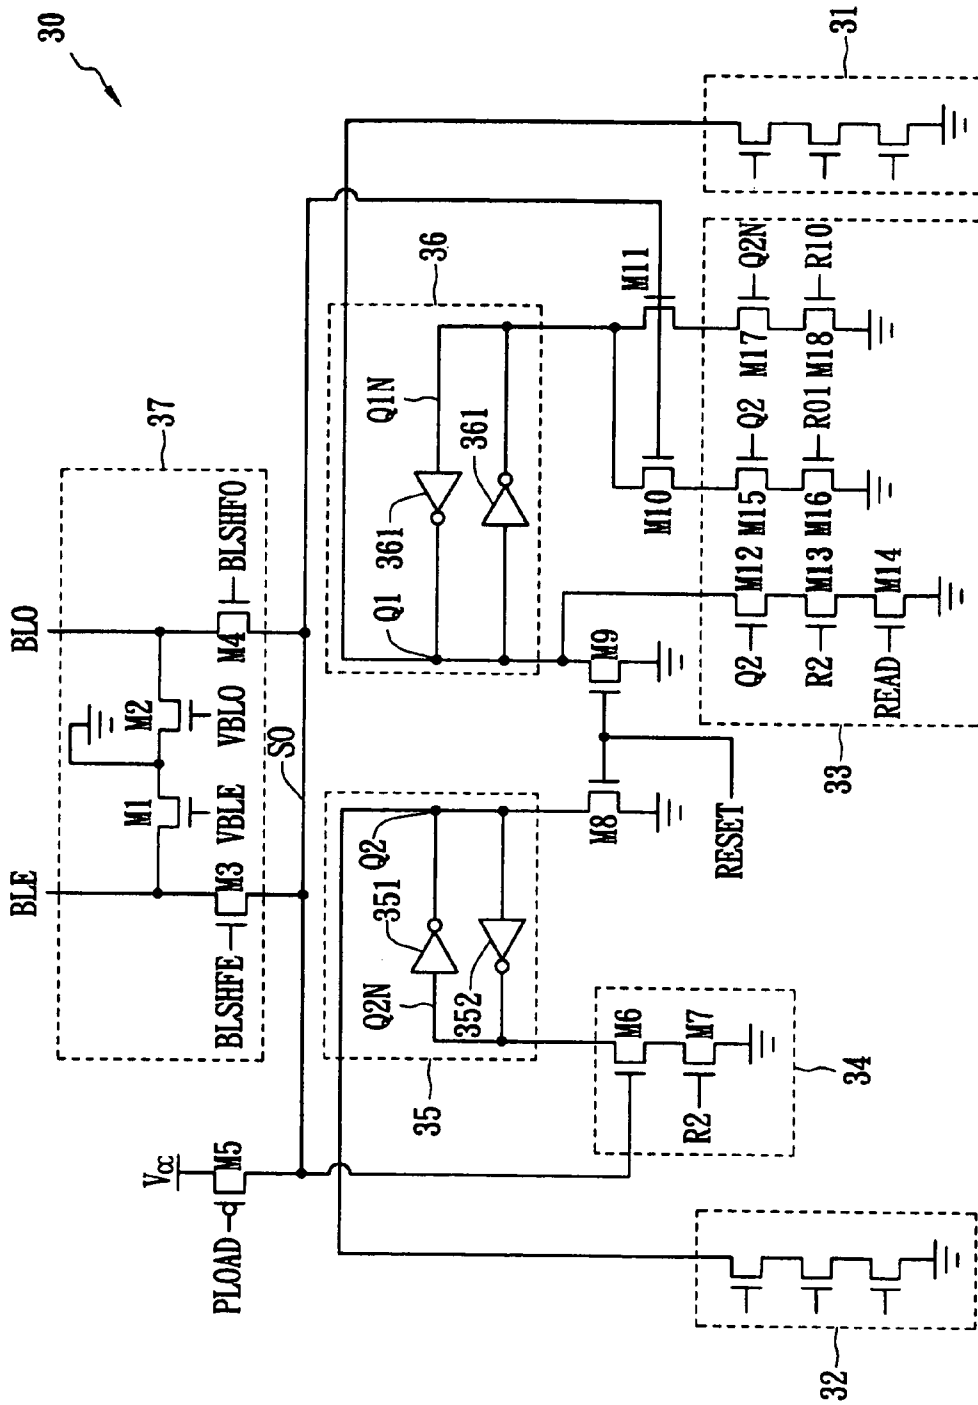 30
37
BLE
BLO
M1
M2
VBLE
VBLO
BLSHFE
M3
M4
BLSHFO
SO
Vcc
PLOAD
M5
35
Q2N
351
352
Q2
36
Q1
Q1N
361
361
M6
R2
M7
34
M8
M9
RESET
M10
M11
32
31
33
Q2
M12
R2
M13
READ
M14
M15
Q2
M16
R01
M17
Q2N
M18
R10